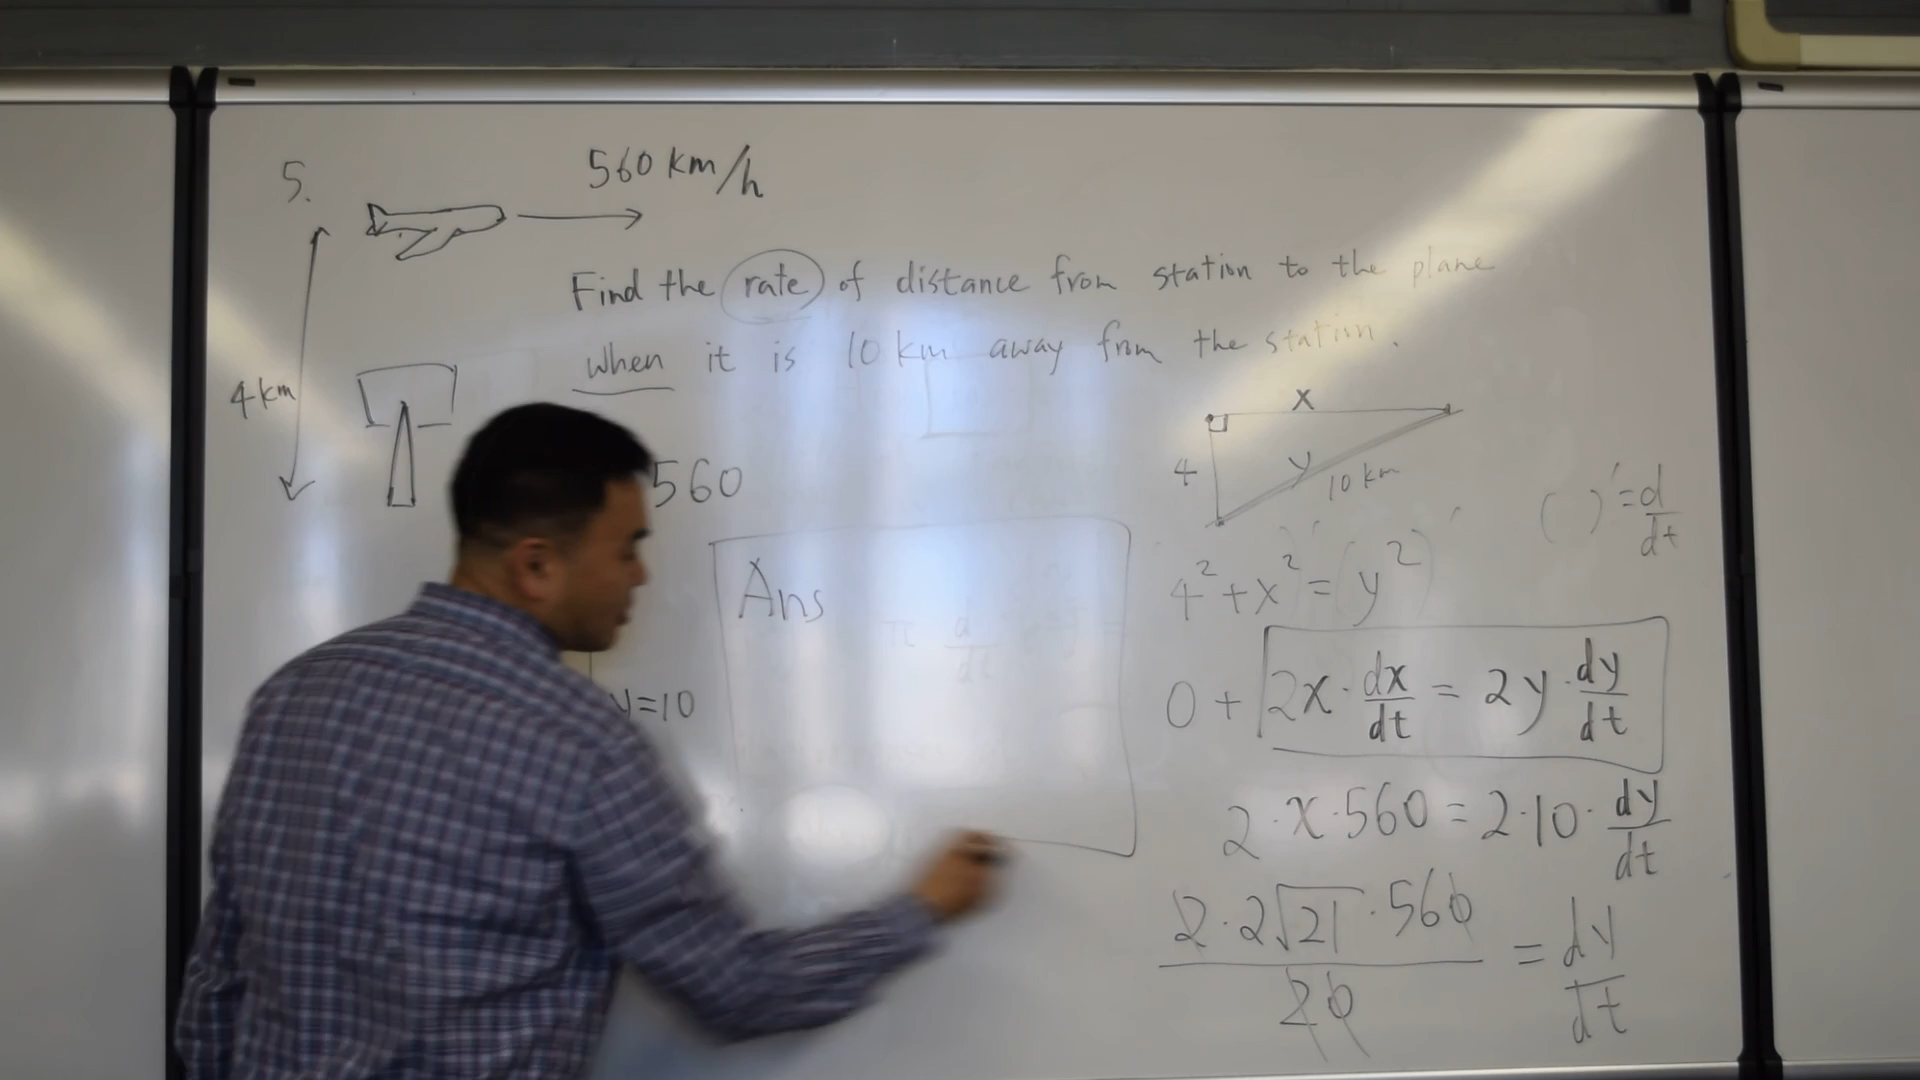 5.
560 km/h
Find the rate of distance from station to the plane
when it is 10 km away from the station.
4 km
x
4
y
10 km
560
( )' = d/dt
Ans
4² + x²)' = (y²)'
y=10
0 + 2x · dx/dt = 2y · dy/dt
2 · x · 560 = 2 · 10 · dy/dt
2 · 2√21 · 560 / 20 = dy/dt